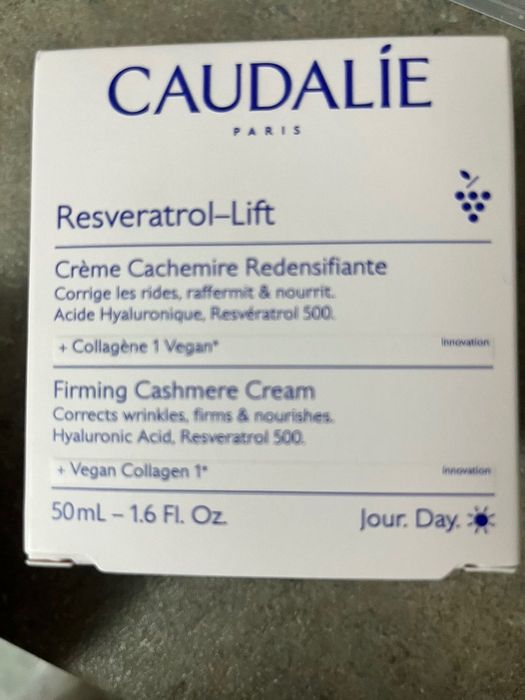 CAUDALÍE
PARIS
Resveratrol–Lift
Crème Cachemire Redensifiante
Corrige les rides, raffermit & nourrit.
Acide Hyaluronique, Resvératrol 500.
+ Collagène 1 Vegan* Innovation
Firming Cashmere Cream
Corrects wrinkles, firms & nourishes.
Hyaluronic Acid, Resveratrol 500.
+ Vegan Collagen 1* Innovation
50mL – 1.6 Fl. Oz. Jour. Day.